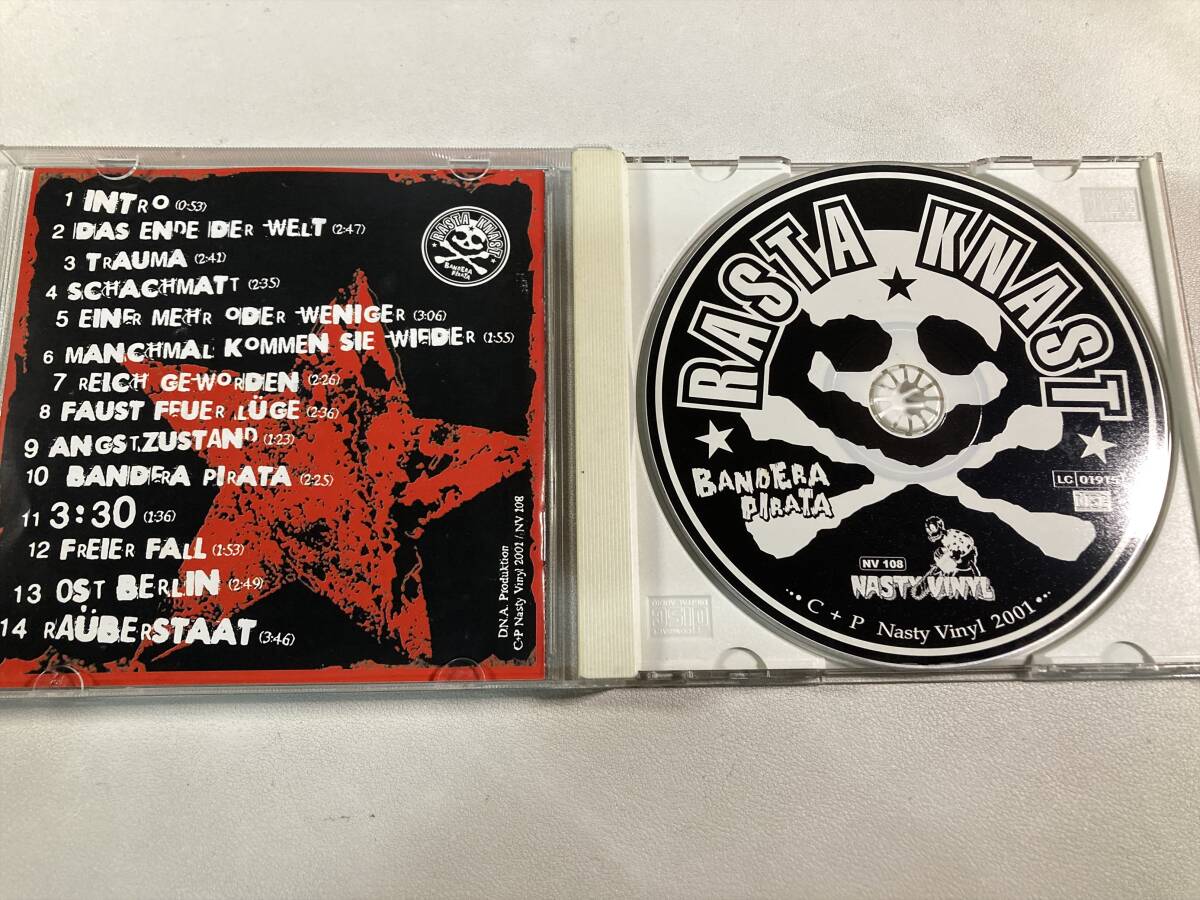 1 INTRO (0:53)
2 DAS ENDE DER WELT (2:47)
3 TRAUMA (2:41)
4 SCHACHMATT (2:35)
5 EINER MEHR ODER WENIGER (3:06)
6 MANCHMAL KOMMEN SIE WIEDER (1:55)
7 REICH GEWORDEN (2:26)
8 FAUST FEUER LÜGE (2:36)
9 ANGSTZUSTAND (1:23)
10 BANDERA PIRATA (2:25)
11 3:30 (1:36)
12 FREIER FALL (1:53)
13 OST BERLIN (2:49)
14 RAÜBERSTAAT (3:46)
RASTA KNAST
BANDERA
PIRATA
D.N.A. Produktion
C+P Nasty Vinyl 2001 / NV 108
RASTA KNAST
BANDERA
PIRATA
LC 01915
NV 108
NASTY VINYL
... C + P Nasty Vinyl 2001 ...